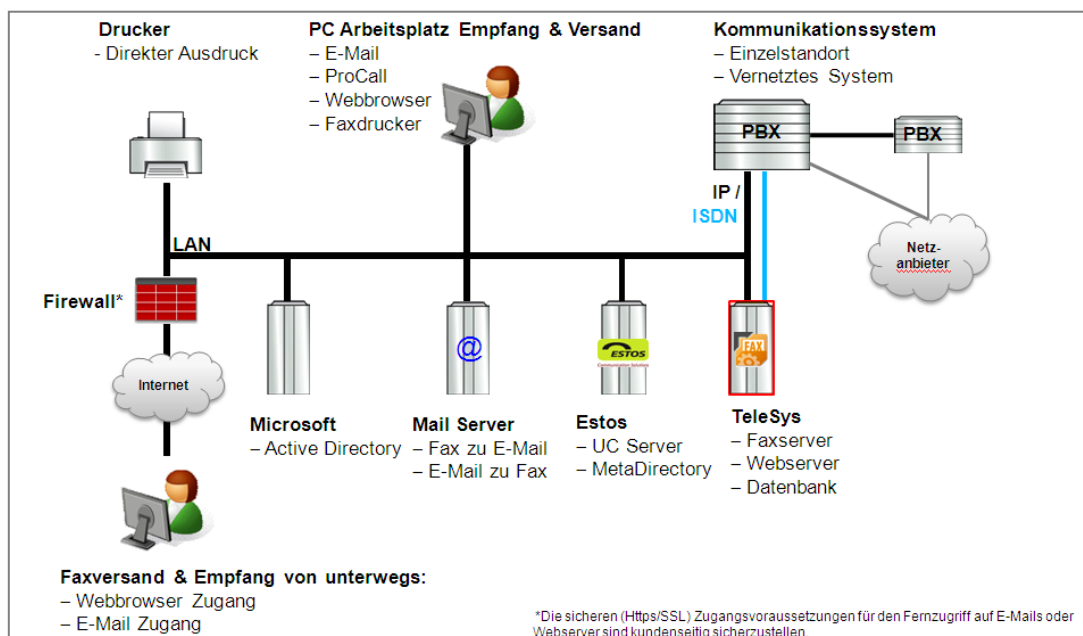 Drucker
- Direkter Ausdruck
PC Arbeitsplatz Empfang & Versand
– E-Mail
– ProCall
– Webbrowser
– Faxdrucker
Kommunikationssystem
– Einzelstandort
– Vernetztes System
PBX
PBX
IP /
ISDN
Netz-
anbieter
LAN
Firewall*
Internet
@
ESTOS
Communication Solutions
FAX
Microsoft
– Active Directory
Mail Server
– Fax zu E-Mail
– E-Mail zu Fax
Estos
– UC Server
– MetaDirectory
TeleSys
– Faxserver
– Webserver
– Datenbank
Faxversand & Empfang von unterwegs:
– Webbrowser Zugang
– E-Mail Zugang
*Die sicheren (Https/SSL) Zugangsvoraussetzungen für den Fernzugriff auf E-Mails oder
Webserver sind kundenseitig sicherzustellen.